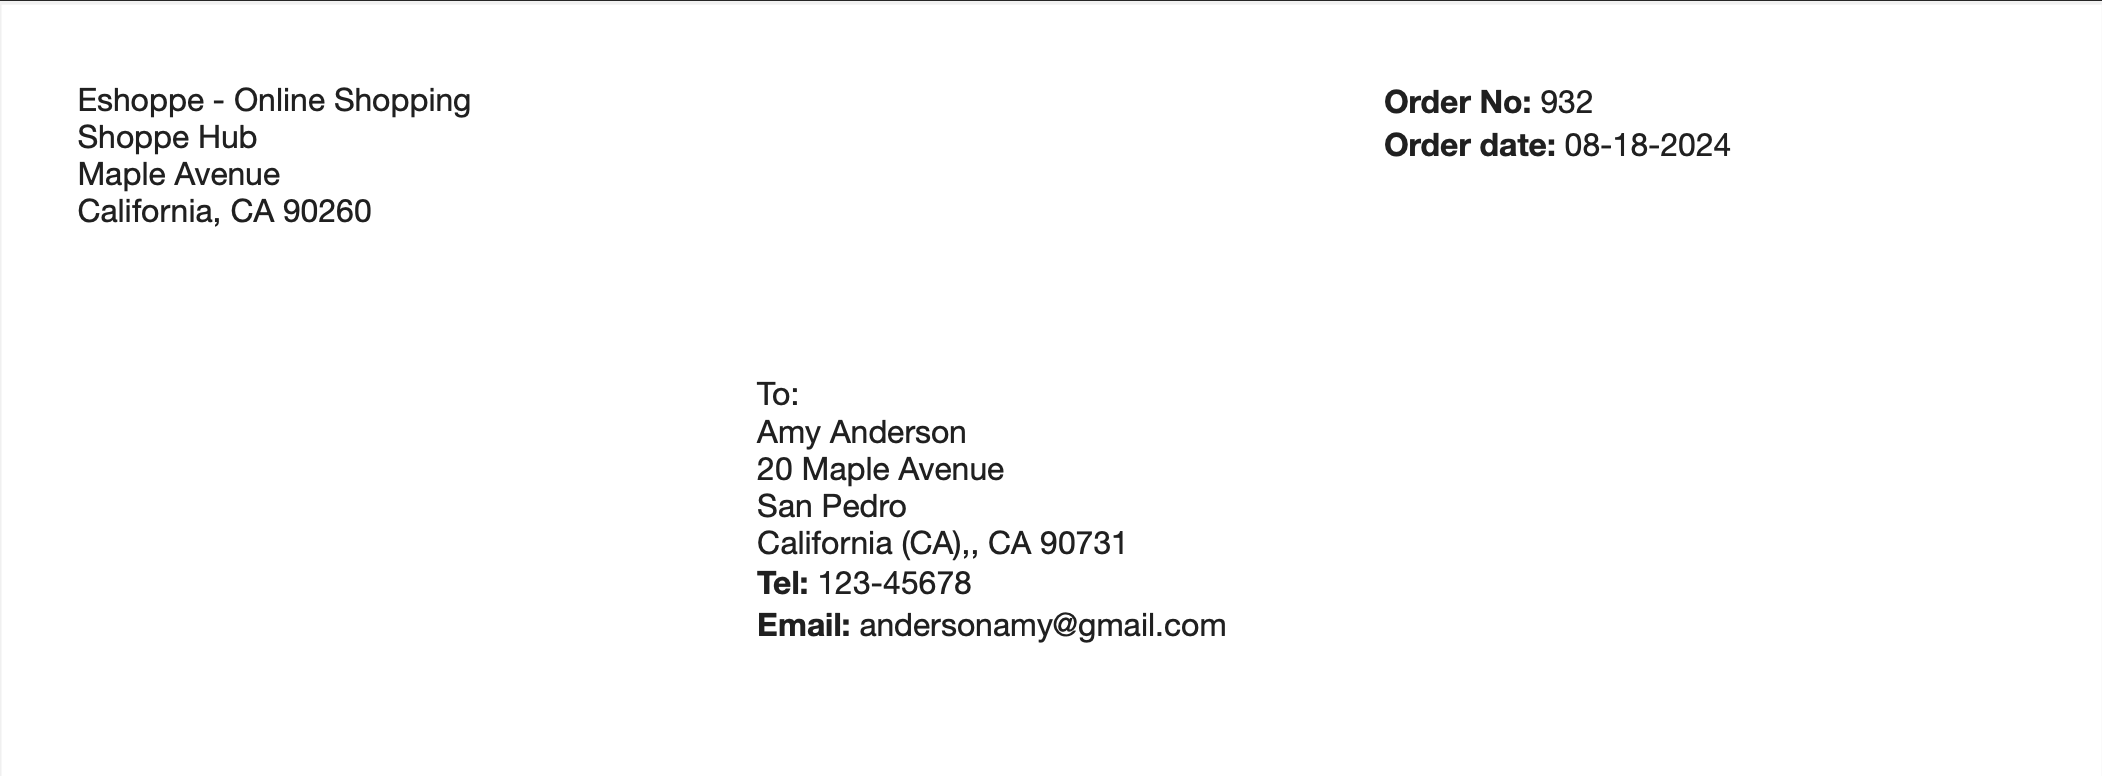 Eshoppe - Online Shopping
Shoppe Hub
Maple Avenue
California, CA 90260
Order No: 932
Order date: 08-18-2024
To:
Amy Anderson
20 Maple Avenue
San Pedro
California (CA),, CA 90731
Tel: 123-45678
Email: andersonamy@gmail.com